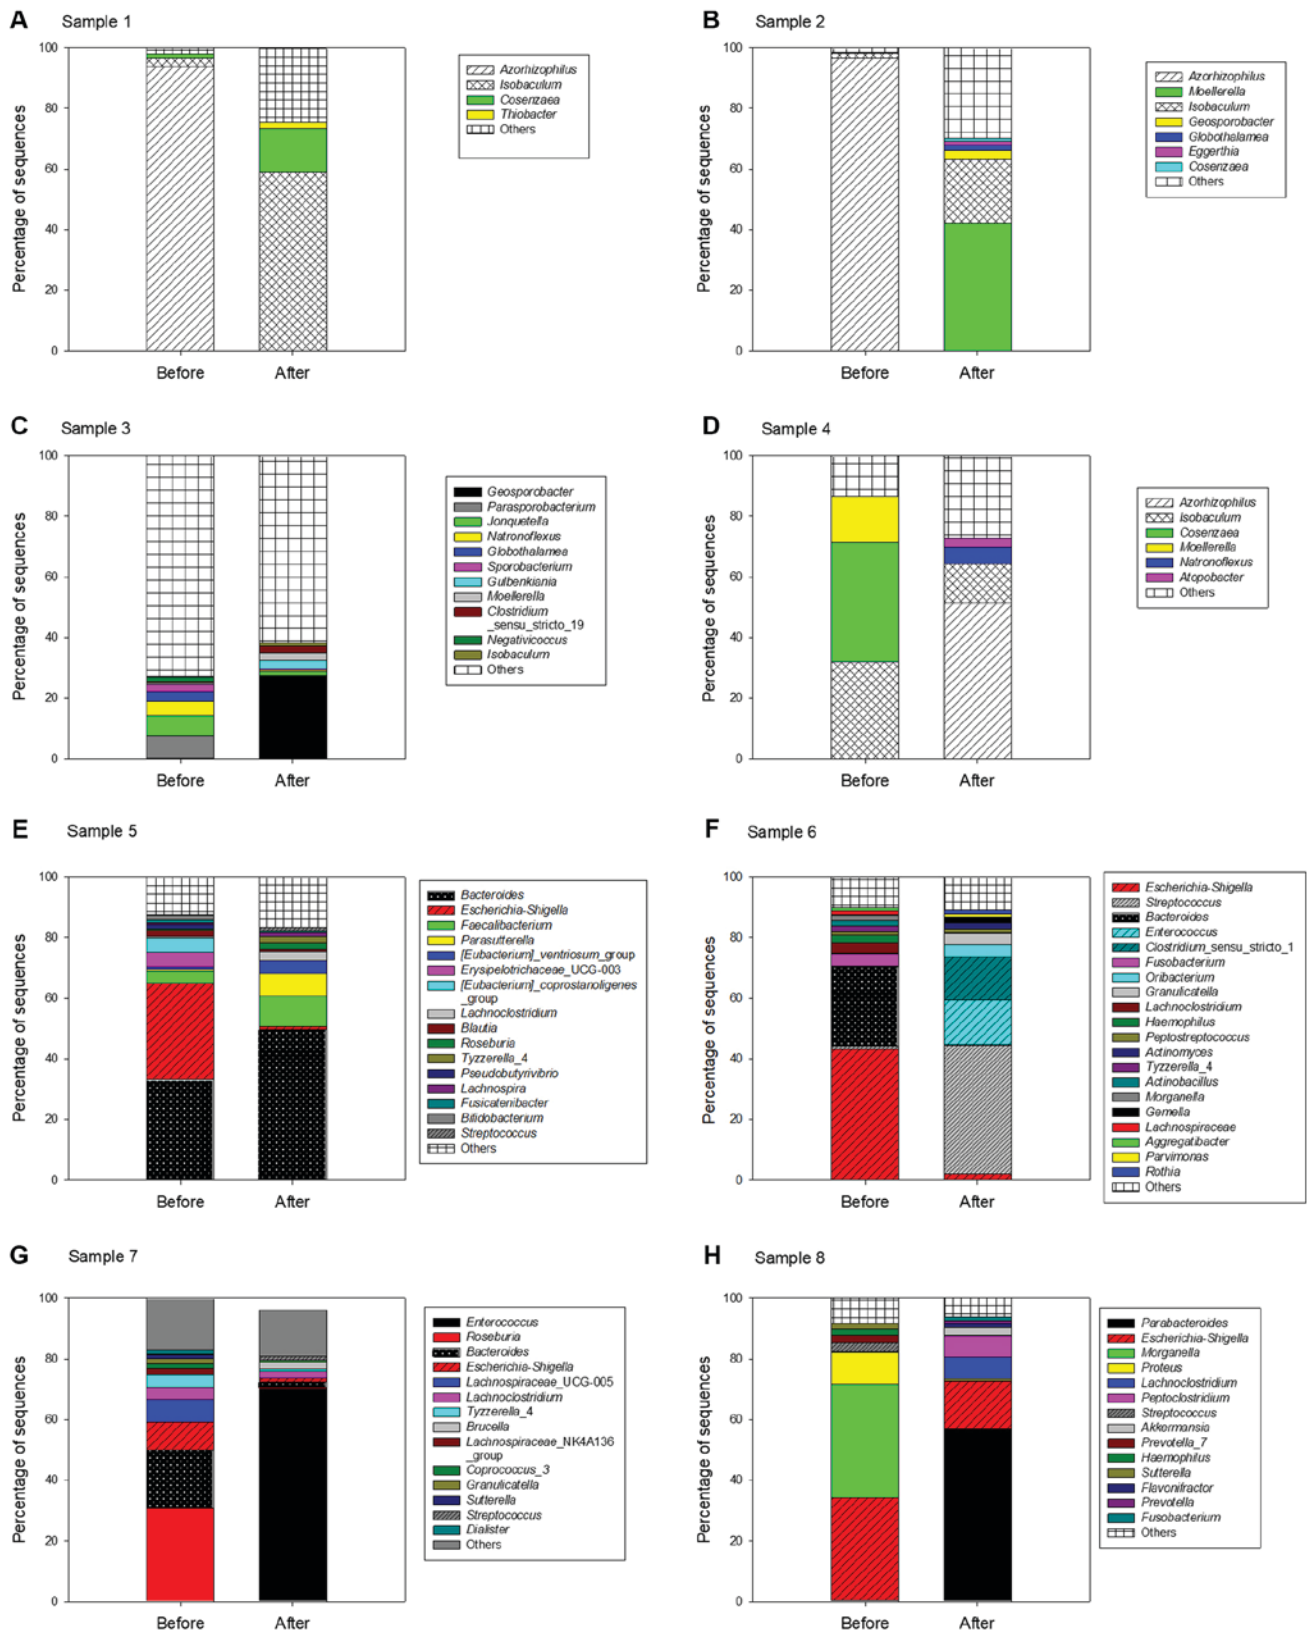 A Sample 1
Percentage of sequences
100
80
60
40
20
0
Before After
Azorhizophilus
Isobaculum
Cosenzaea
Thiobacter
Others
B Sample 2
Percentage of sequences
100
80
60
40
20
0
Before After
Azorhizophilus
Moellerella
Isobaculum
Geosporobacter
Globothalamea
Eggerthia
Cosenzaea
Others
C Sample 3
Percentage of sequences
100
80
60
40
20
0
Before After
Geosporobacter
Parasporobacterium
Jonquetella
Natronoflexus
Globothalamea
Sporobacterium
Gulbenkiania
Moellerella
Clostridium
_sensu_stricto_19
Negativicoccus
Isobaculum
Others
D Sample 4
Percentage of sequences
100
80
60
40
20
0
Before After
Azorhizophilus
Isobaculum
Cosenzaea
Moellerella
Natronoflexus
Atopobacter
Others
E Sample 5
Percentage of sequences
100
80
60
40
20
0
Before After
Bacteroides
Escherichia-Shigella
Faecalibacterium
Parasutterella
[Eubacterium]_ventriosum_group
Erysipelotrichaceae_UCG-003
[Eubacterium]_coprostanoligenes
_group
Lachnoclostridium
Blautia
Roseburia
Tyzzerella_4
Pseudobutyrivibrio
Lachnospira
Fusicatenibacter
Bifidobacterium
Streptococcus
Others
F Sample 6
Percentage of sequences
100
80
60
40
20
0
Before After
Escherichia-Shigella
Streptococcus
Bacteroides
Enterococcus
Clostridium_sensu_stricto_1
Fusobacterium
Oribacterium
Granulicatella
Lachnoclostridium
Haemophilus
Peptostreptococcus
Actinomyces
Tyzzerella_4
Actinobacillus
Morganella
Gemella
Lachnospiraceae
Aggregatibacter
Parvimonas
Rothia
Others
G Sample 7
Percentage of sequences
100
80
60
40
20
0
Before After
Enterococcus
Roseburia
Bacteroides
Escherichia-Shigella
Lachnospiraceae_UCG-005
Lachnoclostridium
Tyzzerella_4
Brucella
Lachnospiraceae_NK4A136
_group
Coprococcus_3
Granulicatella
Sutterella
Streptococcus
Dialister
Others
H Sample 8
Percentage of sequences
100
80
60
40
20
0
Before After
Parabacteroides
Escherichia-Shigella
Morganella
Proteus
Lachnoclostridium
Peptoclostridium
Streptococcus
Akkermansia
Prevotella_7
Haemophilus
Sutterella
Flavonifractor
Prevotella
Fusobacterium
Others